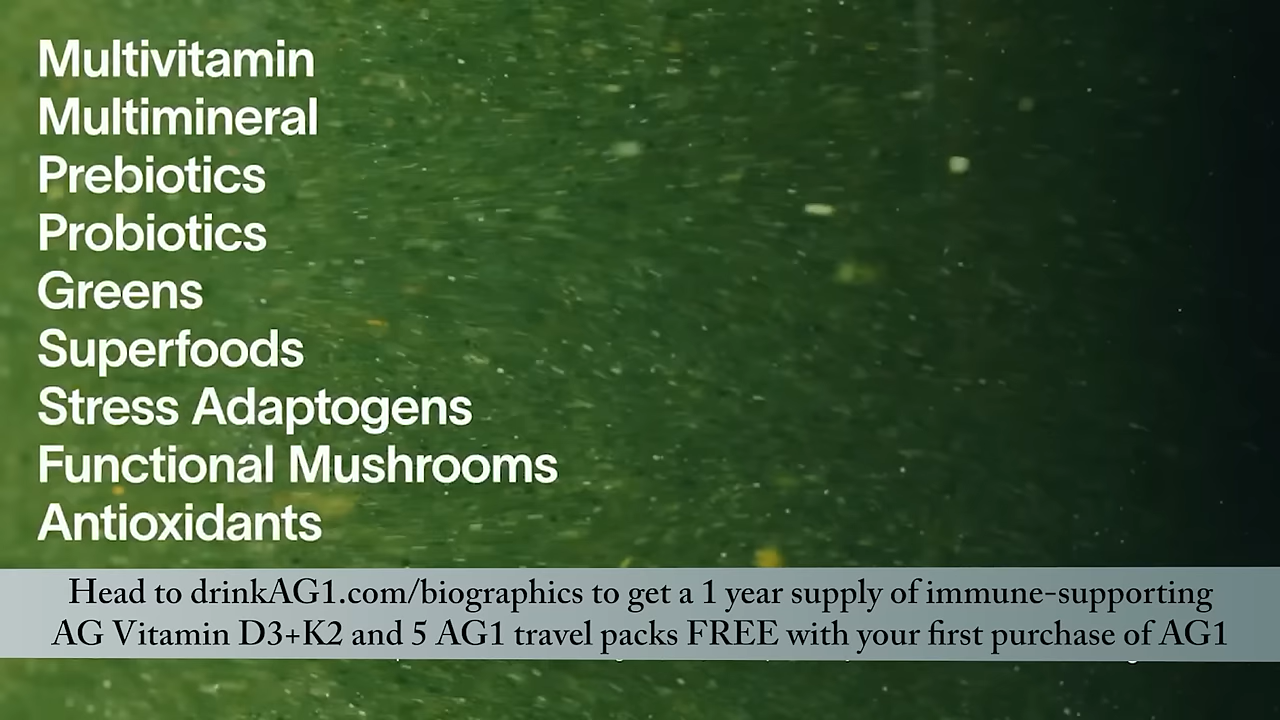 Multivitamin
Multimineral
Prebiotics
Probiotics
Greens
Superfoods
Stress Adaptogens
Functional Mushrooms
Antioxidants
Head to drinkAG1.com/biographics to get a 1 year supply of immune-supporting
AG Vitamin D3+K2 and 5 AG1 travel packs FREE with your first purchase of AG1